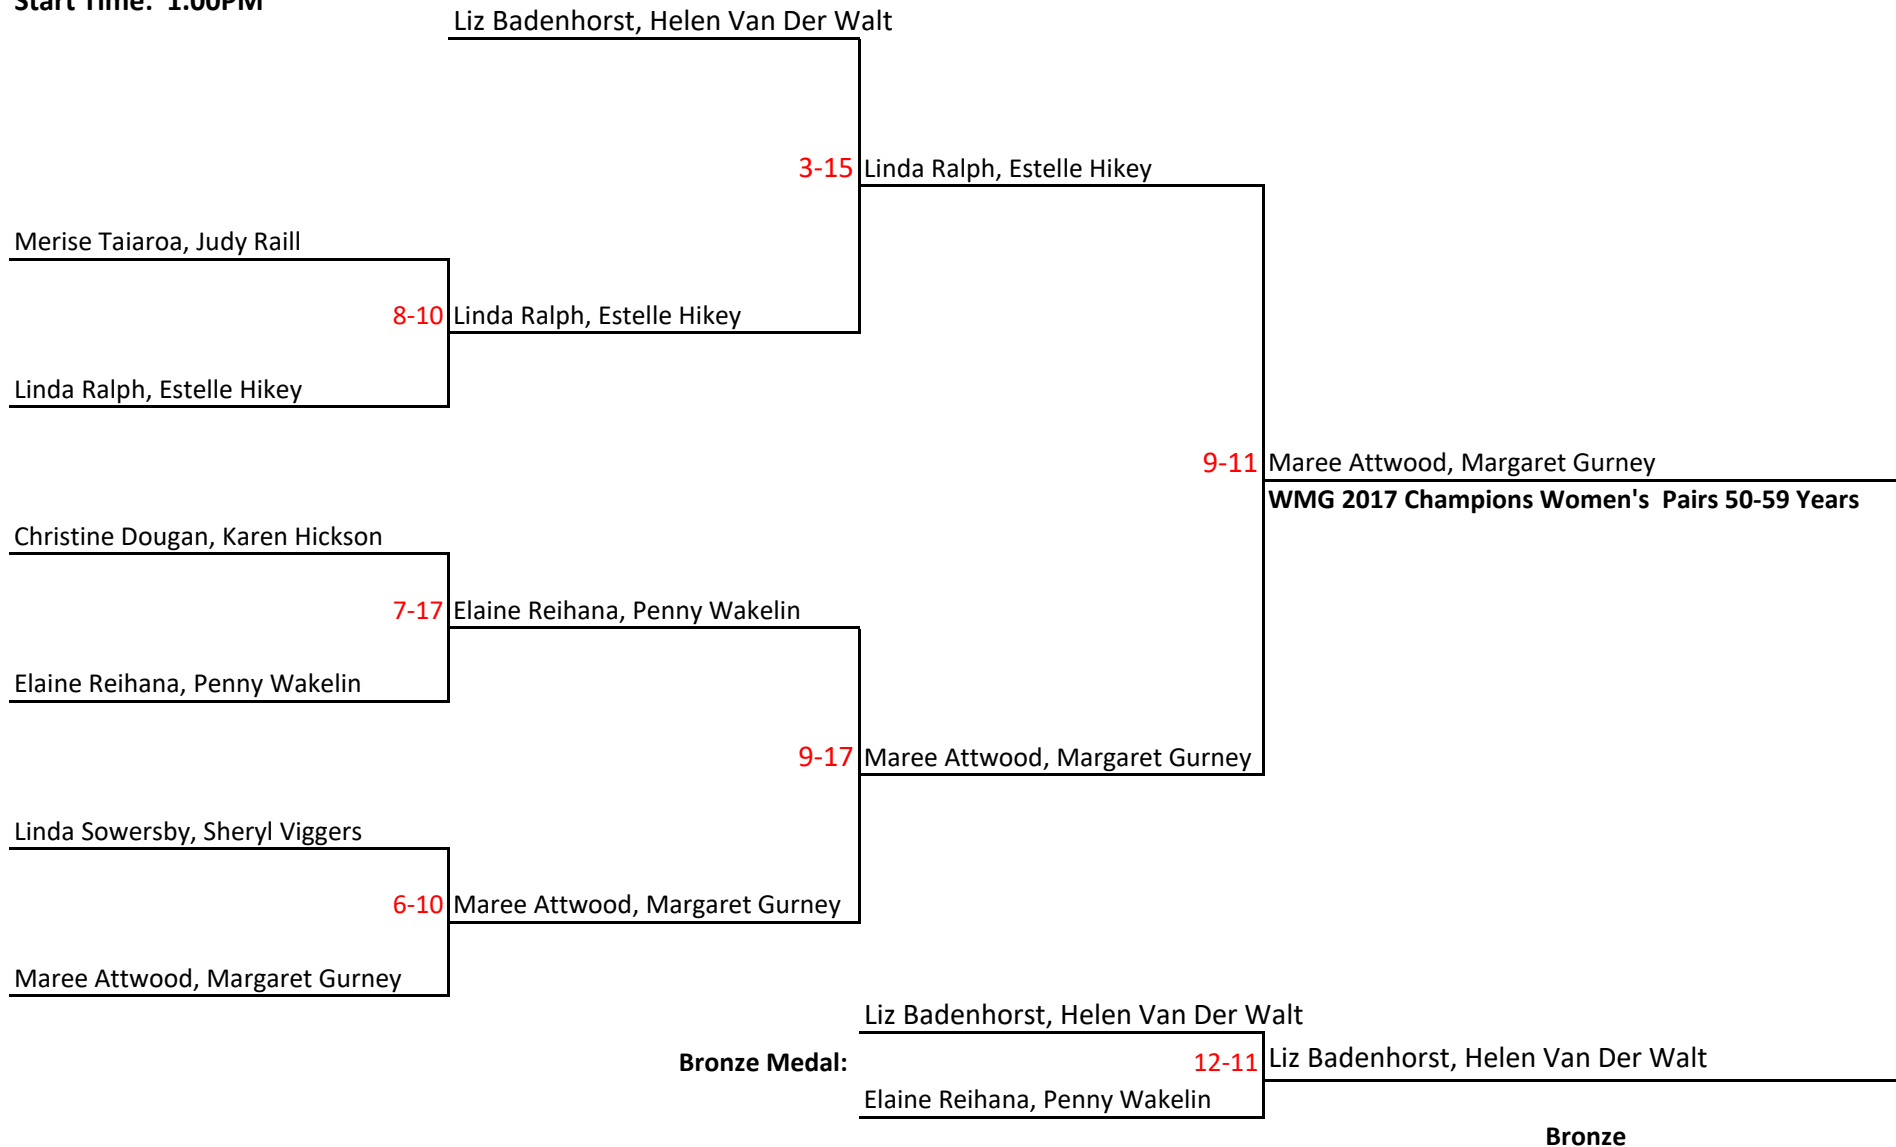 Start Time: 1:00PM
Liz Badenhorst, Helen Van Der Walt
3-15 Linda Ralph, Estelle Hikey
Merise Taiaroa, Judy Raill
8-10 Linda Ralph, Estelle Hikey
Linda Ralph, Estelle Hikey
9-11 Maree Attwood, Margaret Gurney
WMG 2017 Champions Women's Pairs 50-59 Years
Christine Dougan, Karen Hickson
7-17 Elaine Reihana, Penny Wakelin
Elaine Reihana, Penny Wakelin
9-17 Maree Attwood, Margaret Gurney
Linda Sowersby, Sheryl Viggers
6-10 Maree Attwood, Margaret Gurney
Maree Attwood, Margaret Gurney
Liz Badenhorst, Helen Van Der Walt
Bronze Medal: 12-11 Liz Badenhorst, Helen Van Der Walt
Elaine Reihana, Penny Wakelin
Bronze